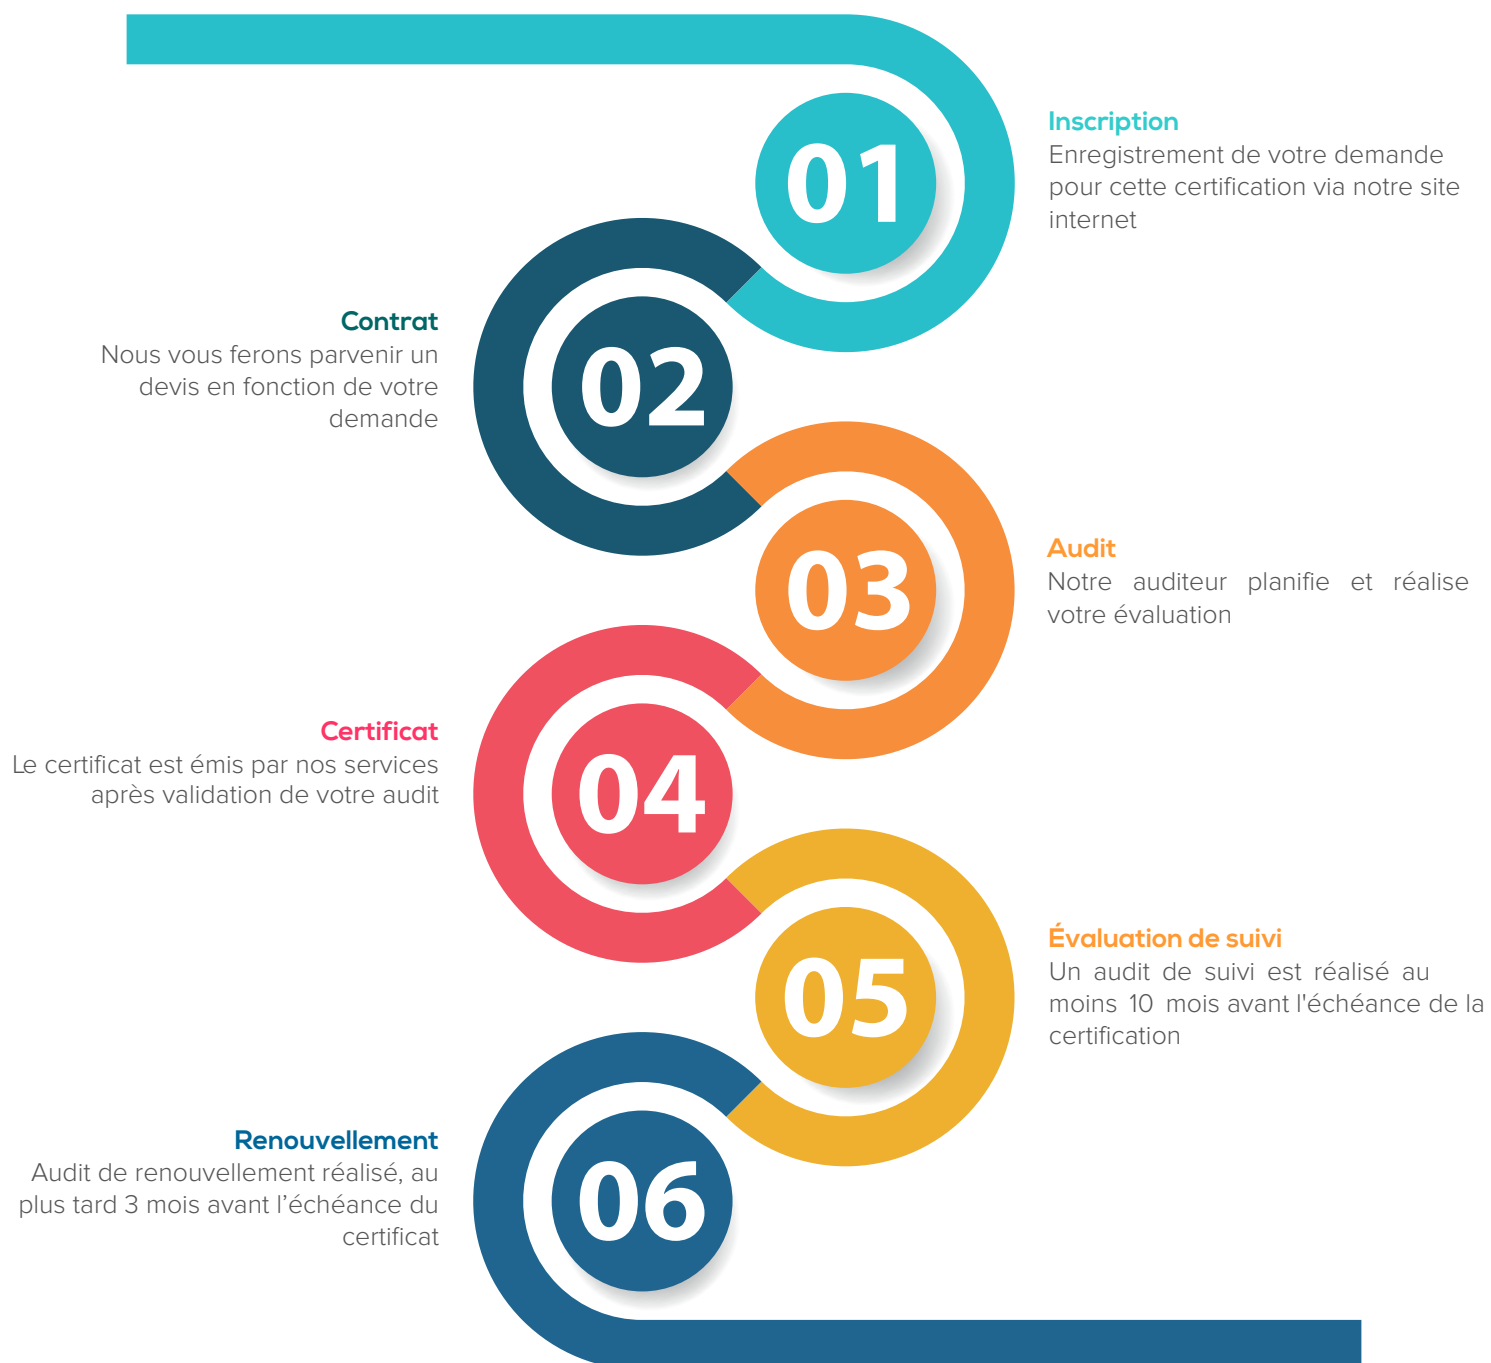 01
Inscription
Enregistrement de votre demande
pour cette certification via notre site
internet
02
Contrat
Nous vous ferons parvenir un
devis en fonction de votre
demande
03
Audit
Notre auditeur planifie et réalise
votre évaluation
04
Certificat
Le certificat est émis par nos services
après validation de votre audit
05
Évaluation de suivi
Un audit de suivi est réalisé au
moins 10 mois avant l'échéance de la
certification
06
Renouvellement
Audit de renouvellement réalisé, au
plus tard 3 mois avant l’échéance du
certificat